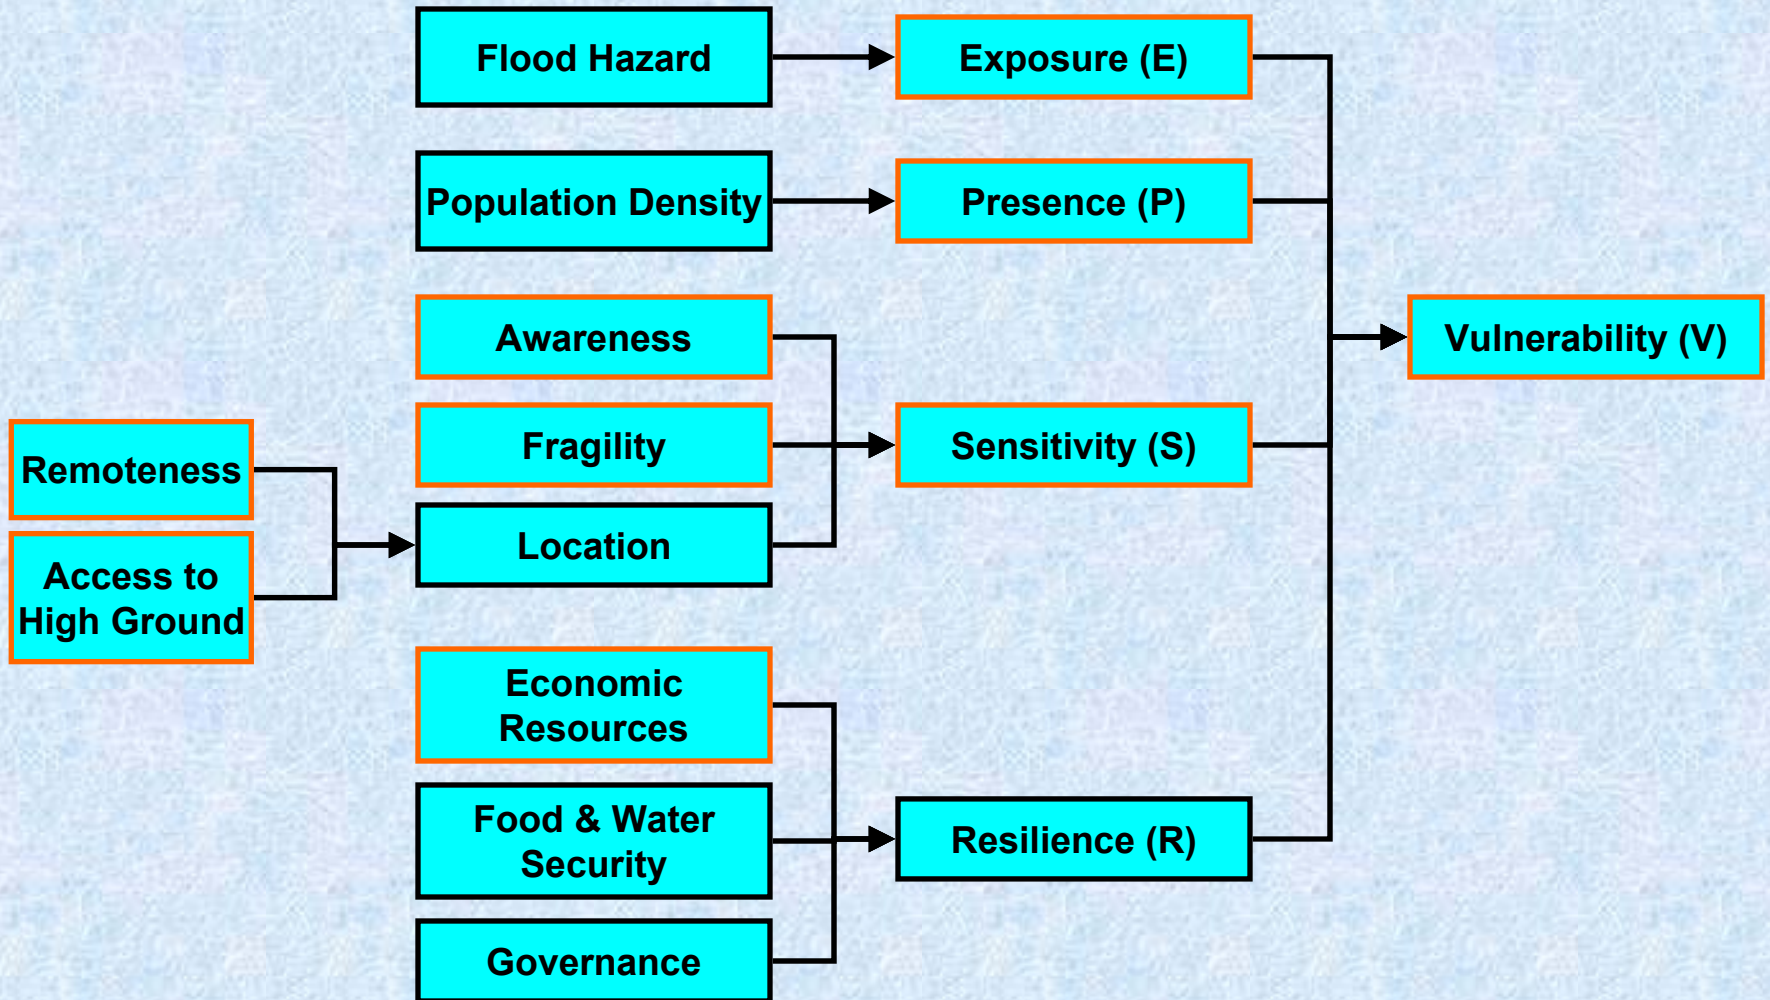 Flood Hazard
Exposure (E)
Population Density
Presence (P)
Awareness
Vulnerability (V)
Fragility
Sensitivity (S)
Remoteness
Location
Access to
High Ground
Economic
Resources
Food & Water
Security
Resilience (R)
Governance